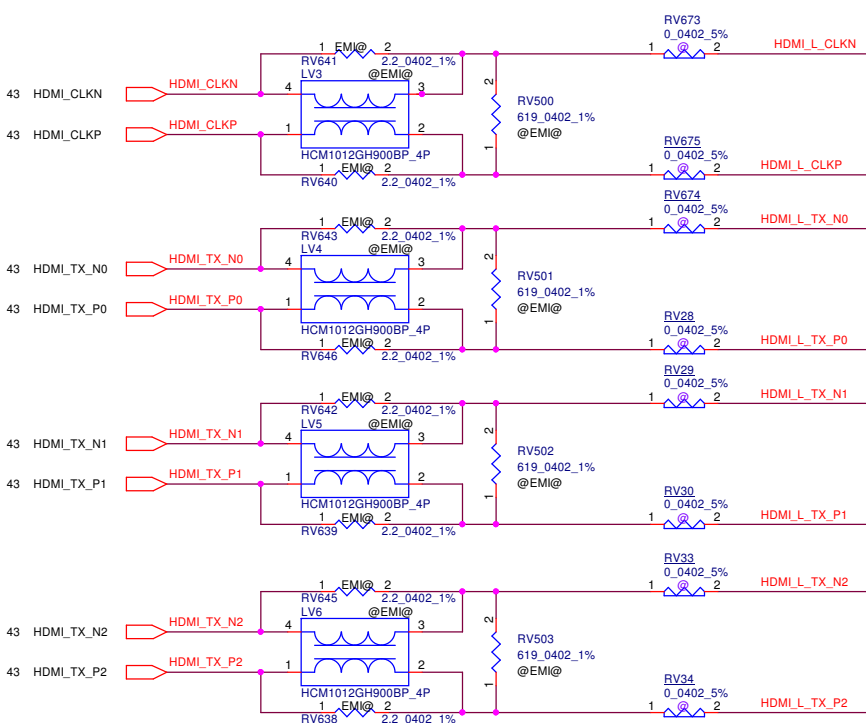 RV673
0_0402_5%
1 @ 2 HDMI_L_CLKN
1 EMI@ 2
RV641 2.2_0402_1%
LV3 @EMI@
43 HDMI_CLKN HDMI_CLKN 4 3
2
RV500
619_0402_1%
@EMI@
43 HDMI_CLKP HDMI_CLKP 1 2
1
HCM1012GH900BP_4P
1 EMI@ 2
RV640 2.2_0402_1%
RV675
0_0402_5%
1 @ 2 HDMI_L_CLKP
RV674
0_0402_5%
1 @ 2 HDMI_L_TX_N0
1 EMI@ 2
RV643 2.2_0402_1%
LV4 @EMI@
43 HDMI_TX_N0 HDMI_TX_N0 4 3
2
RV501
619_0402_1%
@EMI@
43 HDMI_TX_P0 HDMI_TX_P0 1 2
1
HCM1012GH900BP_4P
1 EMI@ 2
RV646 2.2_0402_1%
RV28
0_0402_5%
1 @ 2 HDMI_L_TX_P0
RV29
0_0402_5%
1 @ 2 HDMI_L_TX_N1
1 EMI@ 2
RV642 2.2_0402_1%
LV5 @EMI@
43 HDMI_TX_N1 HDMI_TX_N1 4 3
2
RV502
619_0402_1%
@EMI@
43 HDMI_TX_P1 HDMI_TX_P1 1 2
1
HCM1012GH900BP_4P
1 EMI@ 2
RV639 2.2_0402_1%
RV30
0_0402_5%
1 @ 2 HDMI_L_TX_P1
RV33
0_0402_5%
1 @ 2 HDMI_L_TX_N2
1 EMI@ 2
RV645 2.2_0402_1%
LV6 @EMI@
43 HDMI_TX_N2 HDMI_TX_N2 4 3
2
RV503
619_0402_1%
@EMI@
43 HDMI_TX_P2 HDMI_TX_P2 1 2
1
HCM1012GH900BP_4P
1 EMI@ 2
RV638 2.2_0402_1%
RV34
0_0402_5%
1 @ 2 HDMI_L_TX_P2